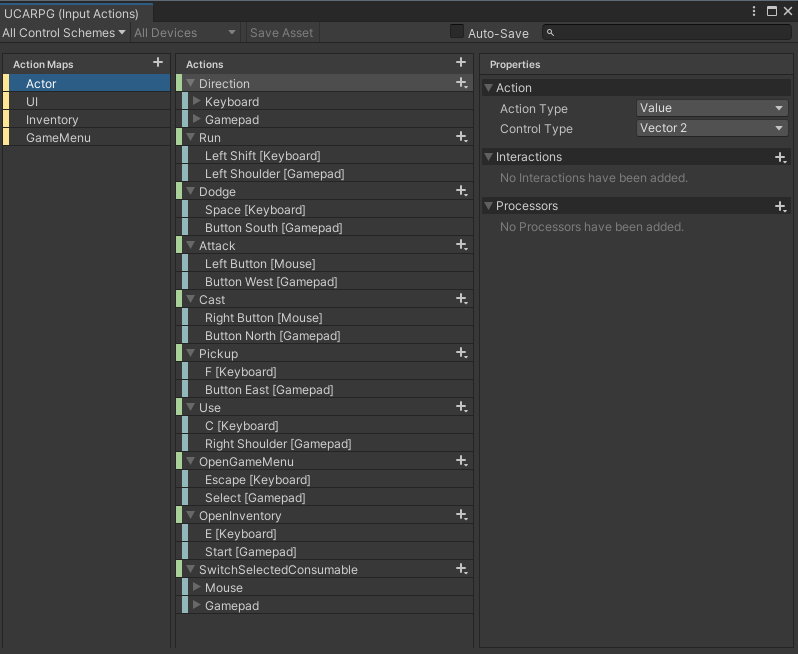 UCARPG (Input Actions)
All Control Schemes
All Devices
Save Asset
Auto-Save
Action Maps
Actor
UI
Inventory
GameMenu
Actions
Direction
Keyboard
Gamepad
Run
Left Shift [Keyboard]
Left Shoulder [Gamepad]
Dodge
Space [Keyboard]
Button South [Gamepad]
Attack
Left Button [Mouse]
Button West [Gamepad]
Cast
Right Button [Mouse]
Button North [Gamepad]
Pickup
F [Keyboard]
Button East [Gamepad]
Use
C [Keyboard]
Right Shoulder [Gamepad]
OpenGameMenu
Escape [Keyboard]
Select [Gamepad]
OpenInventory
E [Keyboard]
Start [Gamepad]
SwitchSelectedConsumable
Mouse
Gamepad
Properties
Action
Action Type
Value
Control Type
Vector 2
Interactions
No Interactions have been added.
Processors
No Processors have been added.